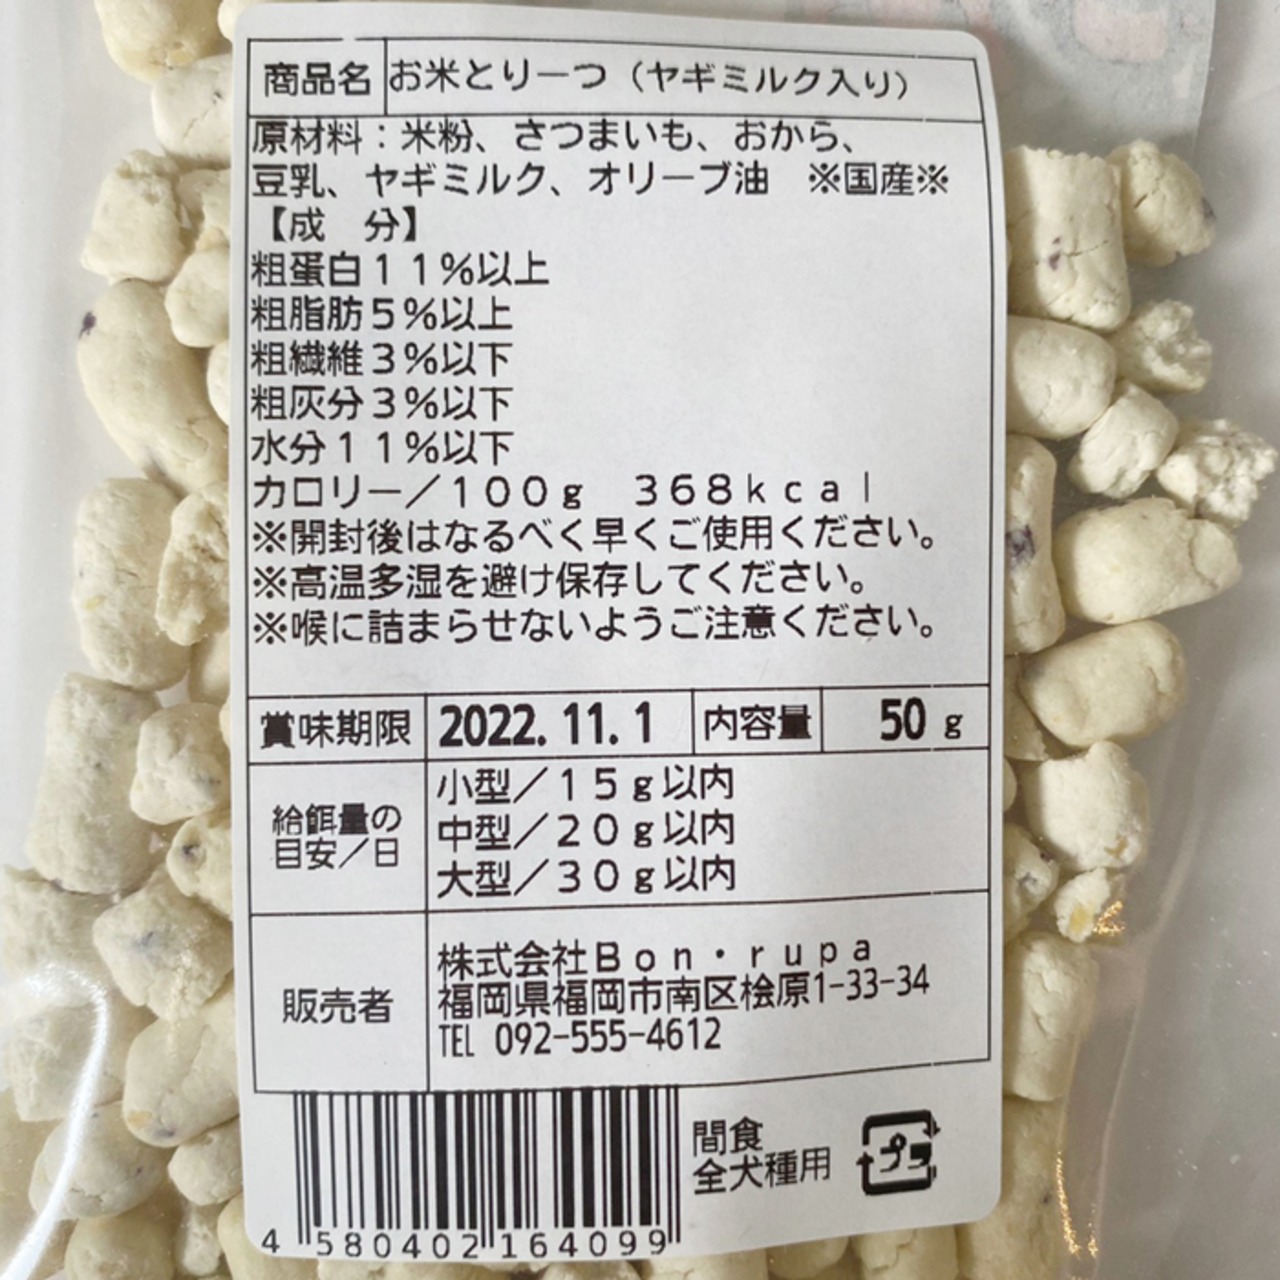 商品名 お米とりーつ（ヤギミルク入り）
原材料：米粉、さつまいも、おから、
豆乳、ヤギミルク、オリーブ油　※国産※
【成　分】
粗蛋白１１％以上
粗脂肪５％以上
粗繊維３％以下
粗灰分３％以下
水分１１％以下
カロリー／１００ｇ　３６８ｋｃａｌ
※開封後はなるべく早くご使用ください。
※高温多湿を避け保存してください。
※喉に詰まらせないようご注意ください。
賞味期限 2022.11.1 内容量 50ｇ
給餌量の
目安／日
小型／１５ｇ以内
中型／２０ｇ以内
大型／３０ｇ以内
販売者
株式会社Ｂｏｎ・ｒｕｐａ
福岡県福岡市南区桧原1-33-34
TEL 092-555-4612
間食
全犬種用
プラ
4 580402 164099